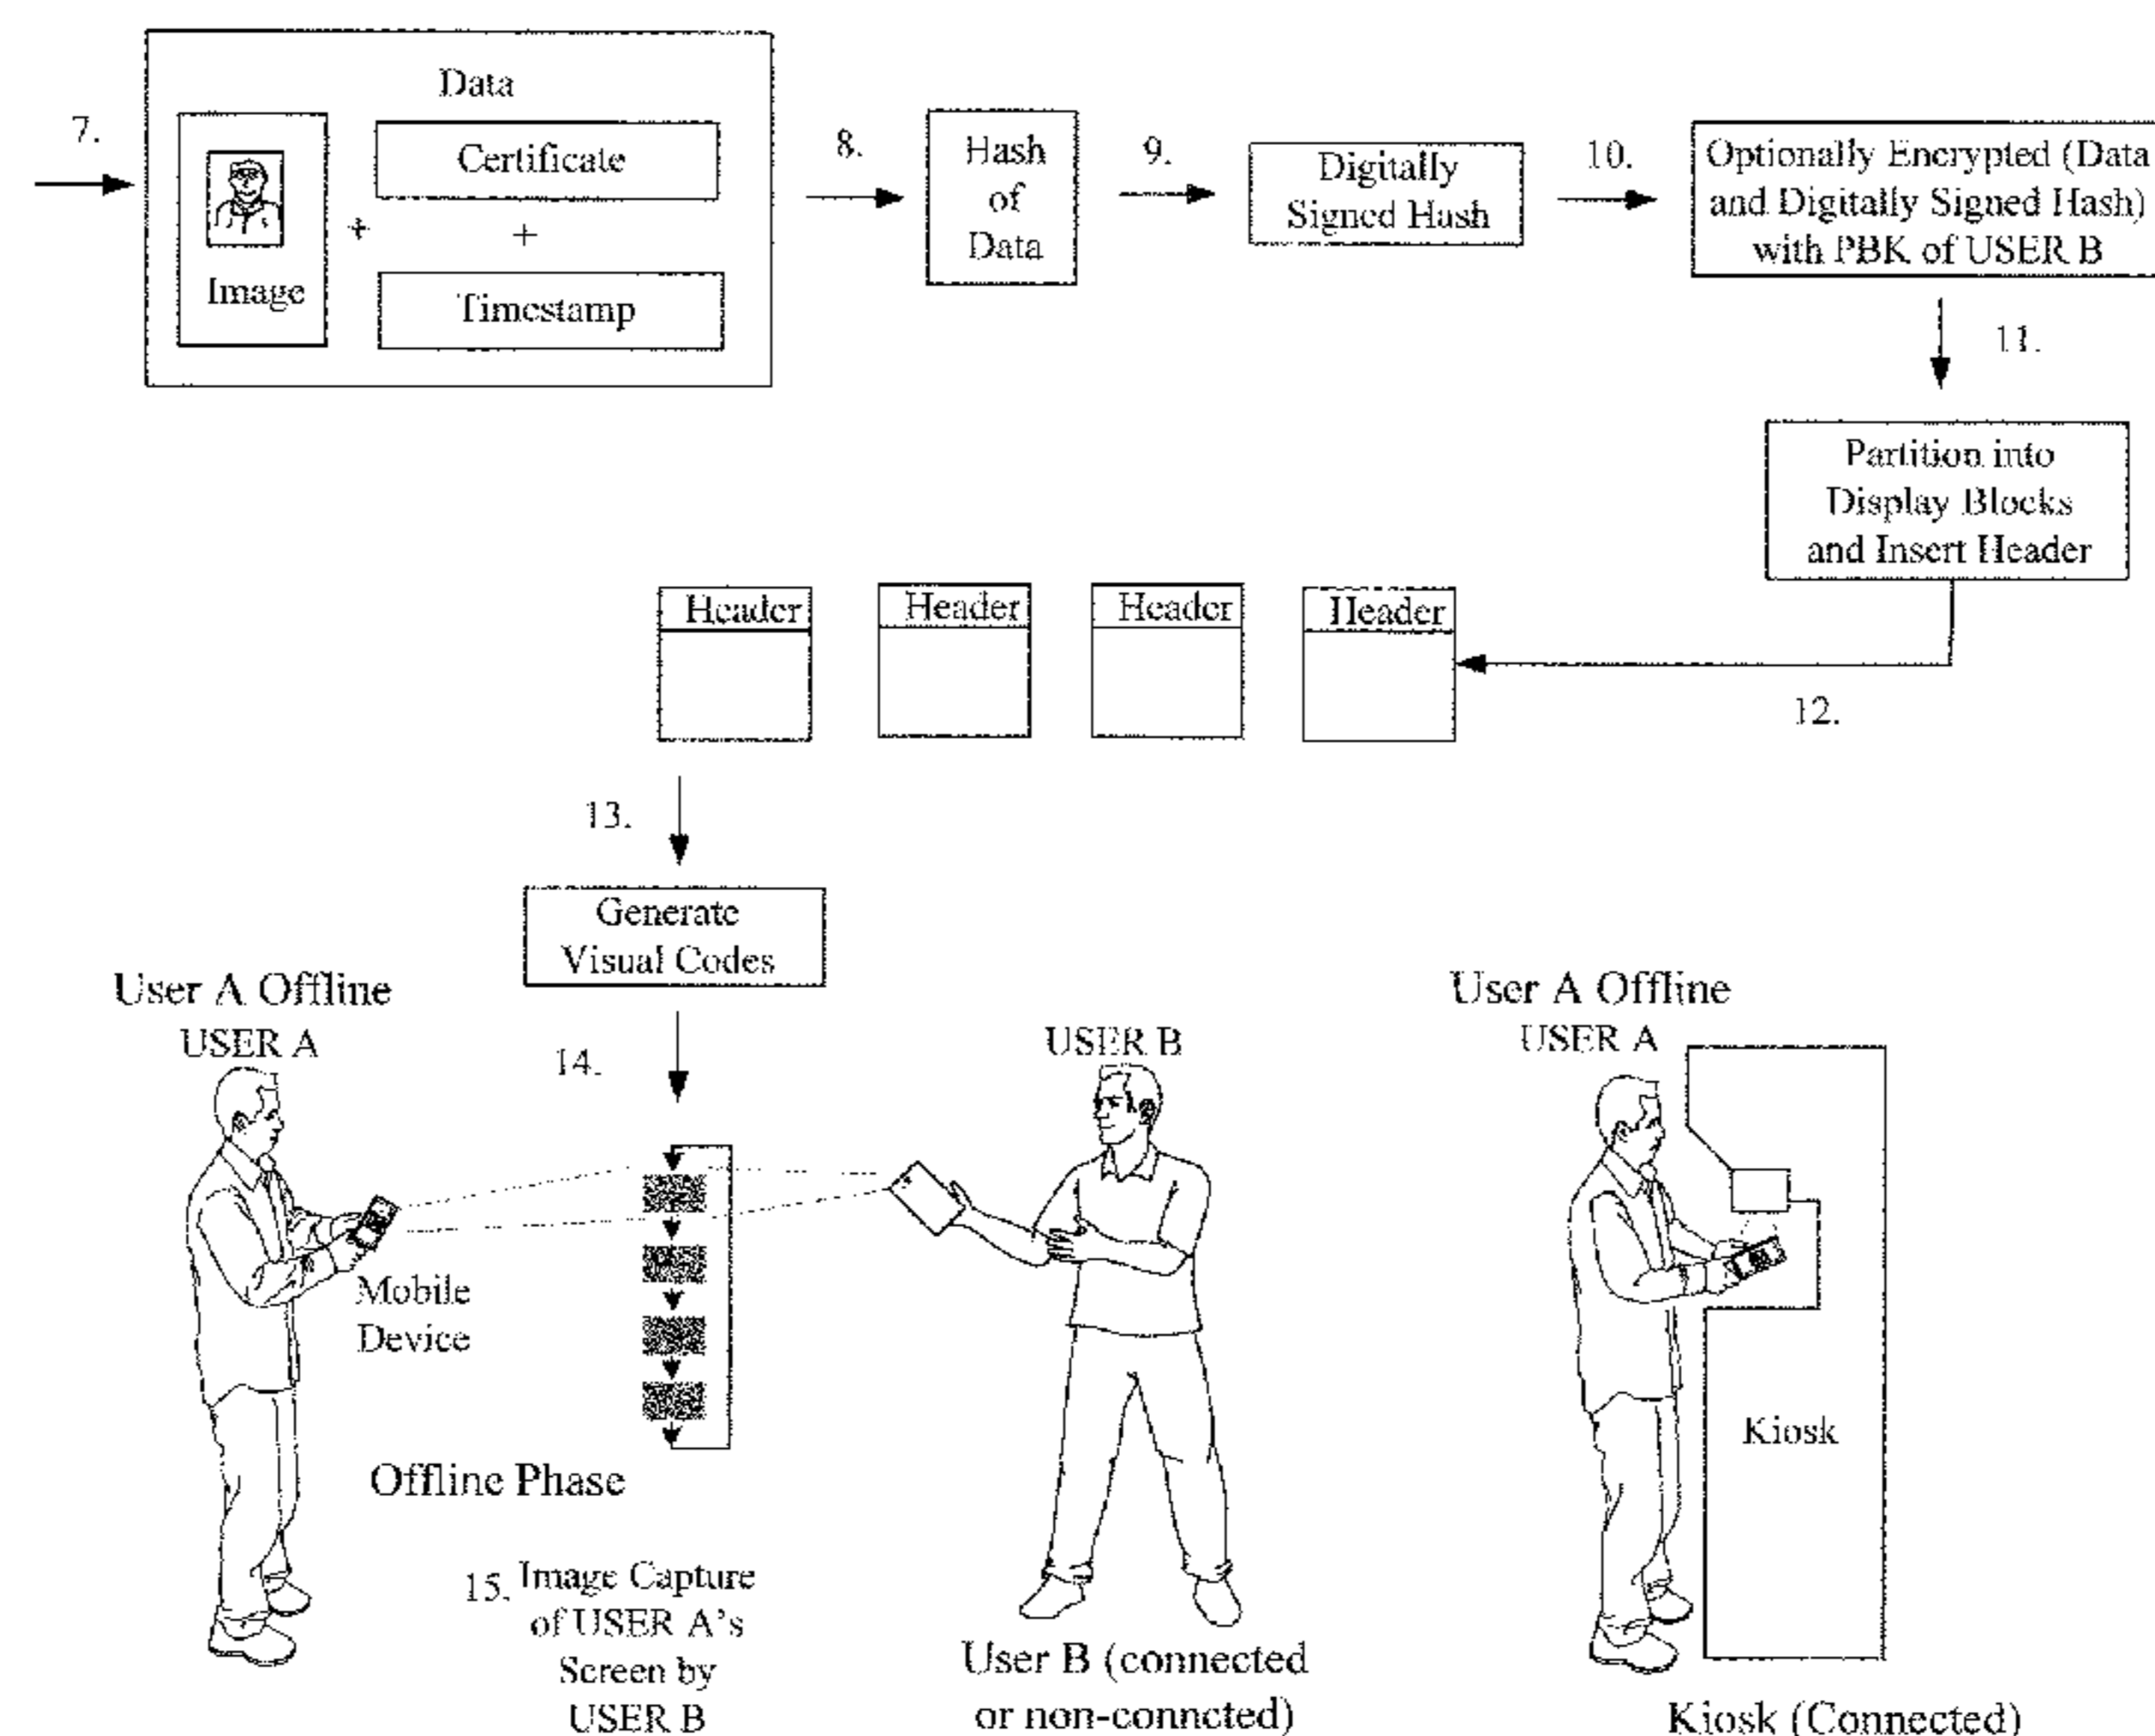 Data
7.
Image
+
Certificate
+
Timestamp
8.
Hash
of
Data
9.
Digitally
Signed Hash
10.
Optionally Encrypted (Data
and Digitally Signed Hash)
with PBK of USER B
11.
Partition into
Display Blocks
and Insert Header
12.
Header
Header
Header
Header
13.
Generate
Visual Codes
14.
User A Offline
USER A
Mobile
Device
Offline Phase
15. Image Capture
of USER A's
Screen by
USER B
USER B
User B (connected
or non-conncted)
User A Offline
USER A
Kiosk
Kiosk (Connected)